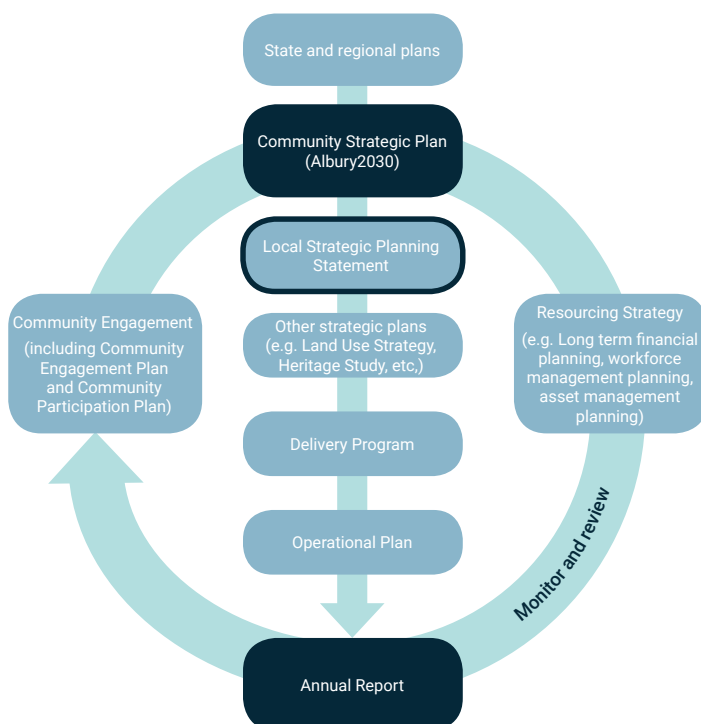 State and regional plans
Community Strategic Plan
(Albury2030)
Local Strategic Planning
Statement
Other strategic plans
(e.g. Land Use Strategy,
Heritage Study, etc,)
Community Engagement
(including Community
Engagement Plan
and Community
Participation Plan)
Resourcing Strategy
(e.g. Long term financial
planning, workforce
management planning,
asset management
planning)
Delivery Program
Operational Plan
Monitor and review
Annual Report